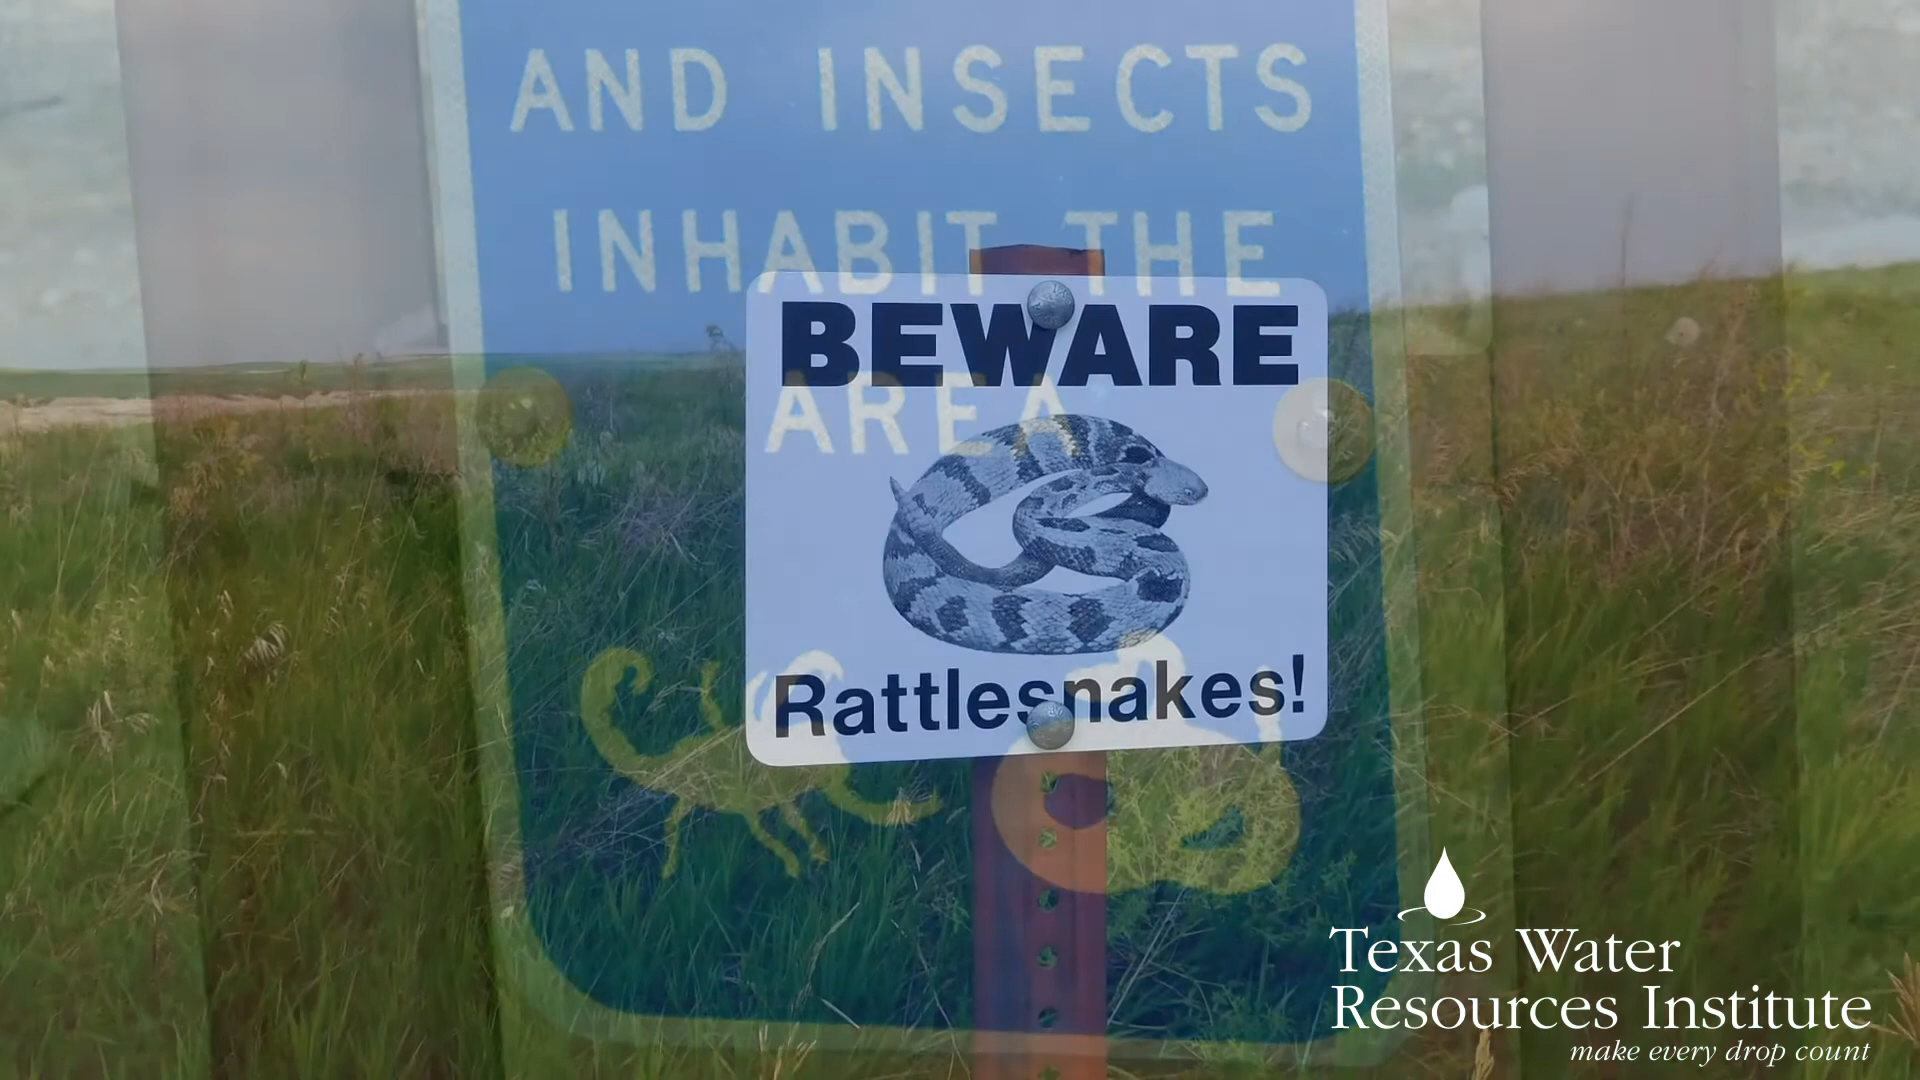 AND INSECTS
INHABIT THE
AREA
BEWARE
Rattlesnakes!
Texas Water
Resources Institute
make every drop count